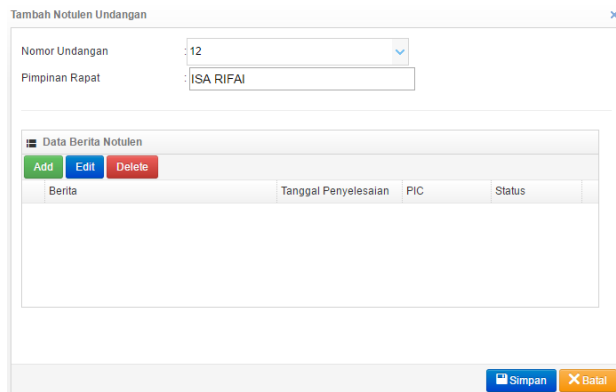 Tambah Notulen Undangan
Nomor Undangan : 12
Pimpinan Rapat : ISA RIFAI
Data Berita Notulen
Add Edit Delete
Berita Tanggal Penyelesaian PIC Status
Simpan Batal